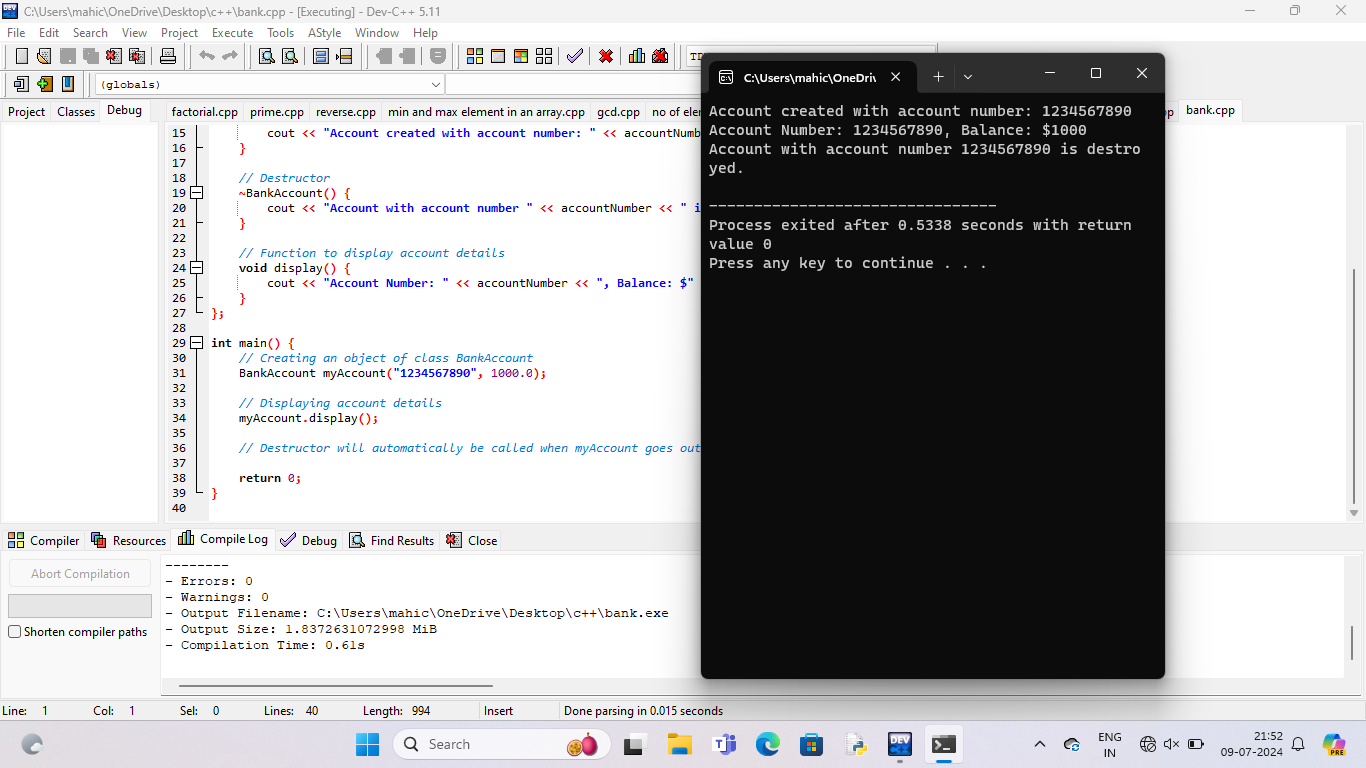 C:\Users\mahic\OneDrive\Desktop\c++\bank.cpp - [Executing] - Dev-C++ 5.11
File Edit Search View Project Execute Tools AStyle Window Help
(globals)
Project Classes Debug
factorial.cpp prime.cpp reverse.cpp min and max element in an array.cpp gcd.cpp no of bank.cpp
15 cout << "Account created with account number: " << accountNumb
16 }
17
18 // Destructor
19 ~BankAccount() {
20 cout << "Account with account number " << accountNumber << " i
21 }
22
23 // Function to display account details
24 void display() {
25 cout << "Account Number: " << accountNumber << ", Balance: $"
26 }
27 };
28
29 int main() {
30 // Creating an object of class BankAccount
31 BankAccount myAccount("1234567890", 1000.0);
32
33 // Displaying account details
34 myAccount.display();
35
36 // Destructor will automatically be called when myAccount goes out
37
38 return 0;
39 }
40
C:\Users\mahic\OneDri
Account created with account number: 1234567890
Account Number: 1234567890, Balance: $1000
Account with account number 1234567890 is destro
yed.
--------------------------------
Process exited after 0.5338 seconds with return
value 0
Press any key to continue . . .
Compiler Resources Compile Log Debug Find Results Close
Abort Compilation
Shorten compiler paths
--------
- Errors: 0
- Warnings: 0
- Output Filename: C:\Users\mahic\OneDrive\Desktop\c++\bank.exe
- Output Size: 1.8372631072998 MiB
- Compilation Time: 0.61s
Line: 1 Col: 1 Sel: 0 Lines: 40 Length: 994 Insert Done parsing in 0.015 seconds
Search
DEV
ENG
IN
21:52
09-07-2024
PRE